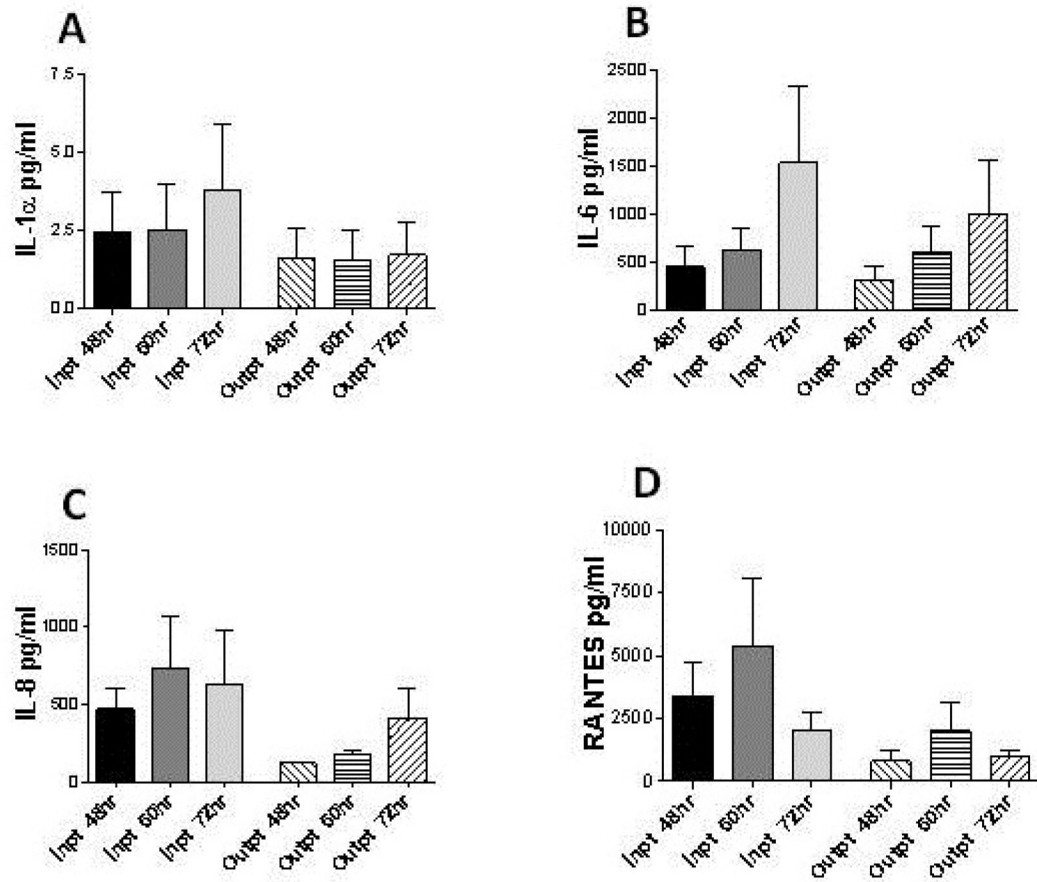 A
IL-1α pg/ml
7.5
5.0
2.5
0.0
Inpt 48hr
Inpt 60hr
Inpt 72hr
Outpt 48hr
Outpt 60hr
Outpt 72hr
B
IL-6 pg/ml
2500
2000
1500
1000
500
0
Inpt 48hr
Inpt 60hr
Inpt 72hr
Outpt 48hr
Outpt 60hr
Outpt 72hr
C
IL-8 pg/ml
1500
1000
500
0
Inpt 48hr
Inpt 60hr
Inpt 72hr
Outpt 48hr
Outpt 60hr
Outpt 72hr
D
RANTES pg/ml
10000
7500
5000
2500
0
Inpt 48hr
Inpt 60hr
Inpt 72hr
Outpt 48hr
Outpt 60hr
Outpt 72hr